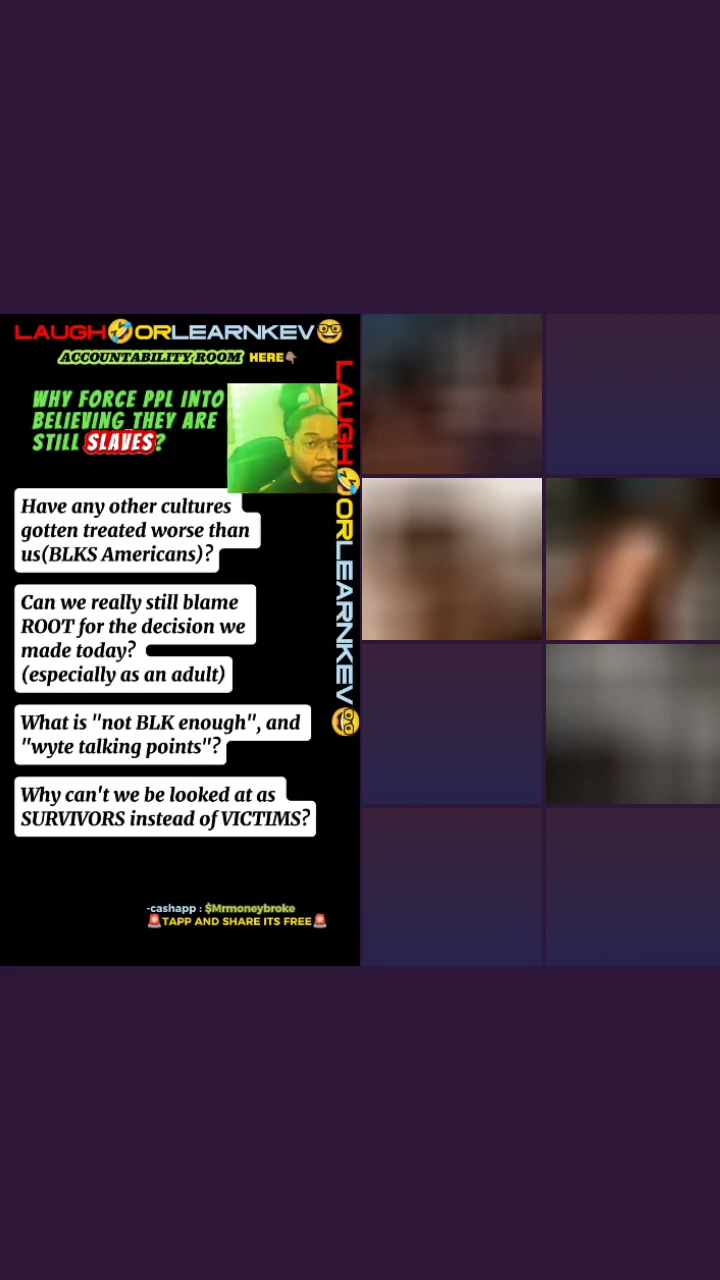 LAUGH🤣ORLEARNKEV🤓
ACCOUNTABILITY ROOM HERE👇🏽
WHY FORCE PPL INTO
BELIEVING THEY ARE
STILL SLAVES?
LAUGH🤣ORLEARNKEV🤓
Have any other cultures
gotten treated worse than
us(BLKS Americans)?
Can we really still blame
ROOT for the decision we
made today?
(especially as an adult)
What is "not BLK enough", and
"wyte talking points"?
Why can't we be looked at as
SURVIVORS instead of VICTIMS?
-cashapp : $Mrmoneybroke
🚨TAPP AND SHARE ITS FREE🚨